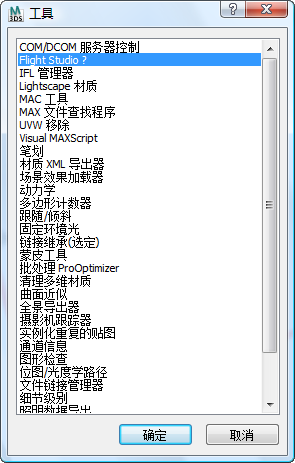 M
3DS
工具
COM/DCOM 服务器控制
Flight Studio ?
IFL 管理器
Lightscape 材质
MAC 工具
MAX 文件查找程序
UVW 移除
Visual MAXScript
笔划
材质 XML 导出器
场景效果加载器
动力学
多边形计数器
跟随/倾斜
固定环境光
链接继承(选定)
蒙皮工具
批处理 ProOptimizer
清理多维材质
曲面近似
全景导出器
摄影机跟踪器
实例化重复的贴图
通道信息
图形检查
位图/光度学路径
文件链接管理器
细节级别
照明数据导出
确定
取消